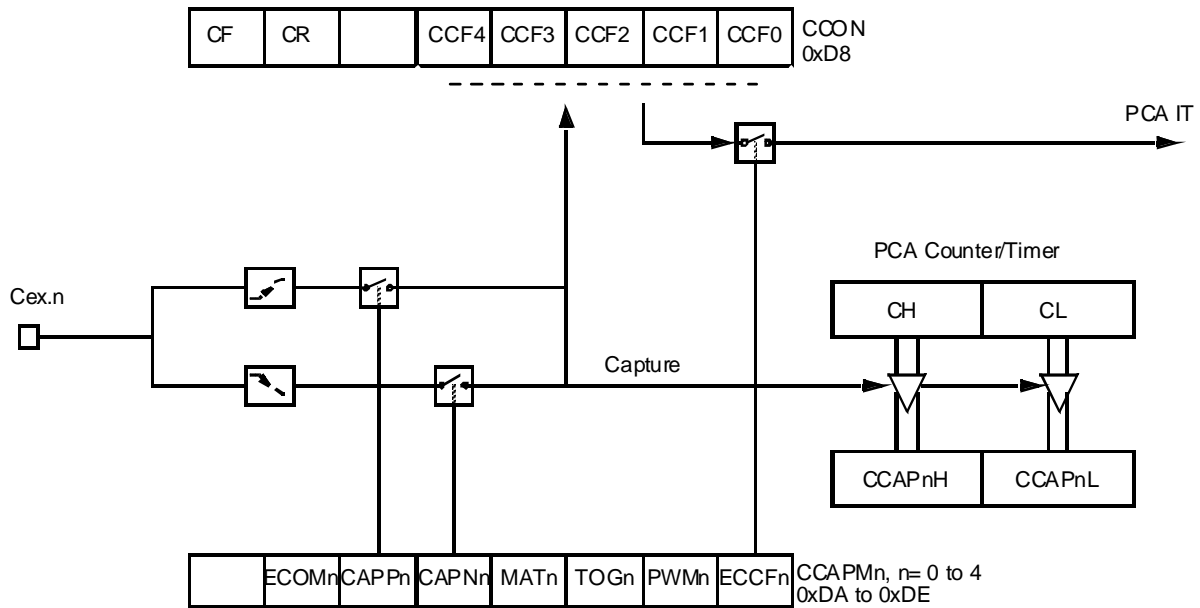 CF CR CCF4 CCF3 CCF2 CCF1 CCF0 CCON
0xD8
PCA IT
PCA Counter/Timer
Cex.n
CH CL
Capture
CCAPnH CCAPnL
ECOMn CAPPn CAPNn MATn TOGn PWMn ECCFn CCAPMn, n= 0 to 4
0xDA to 0xDE